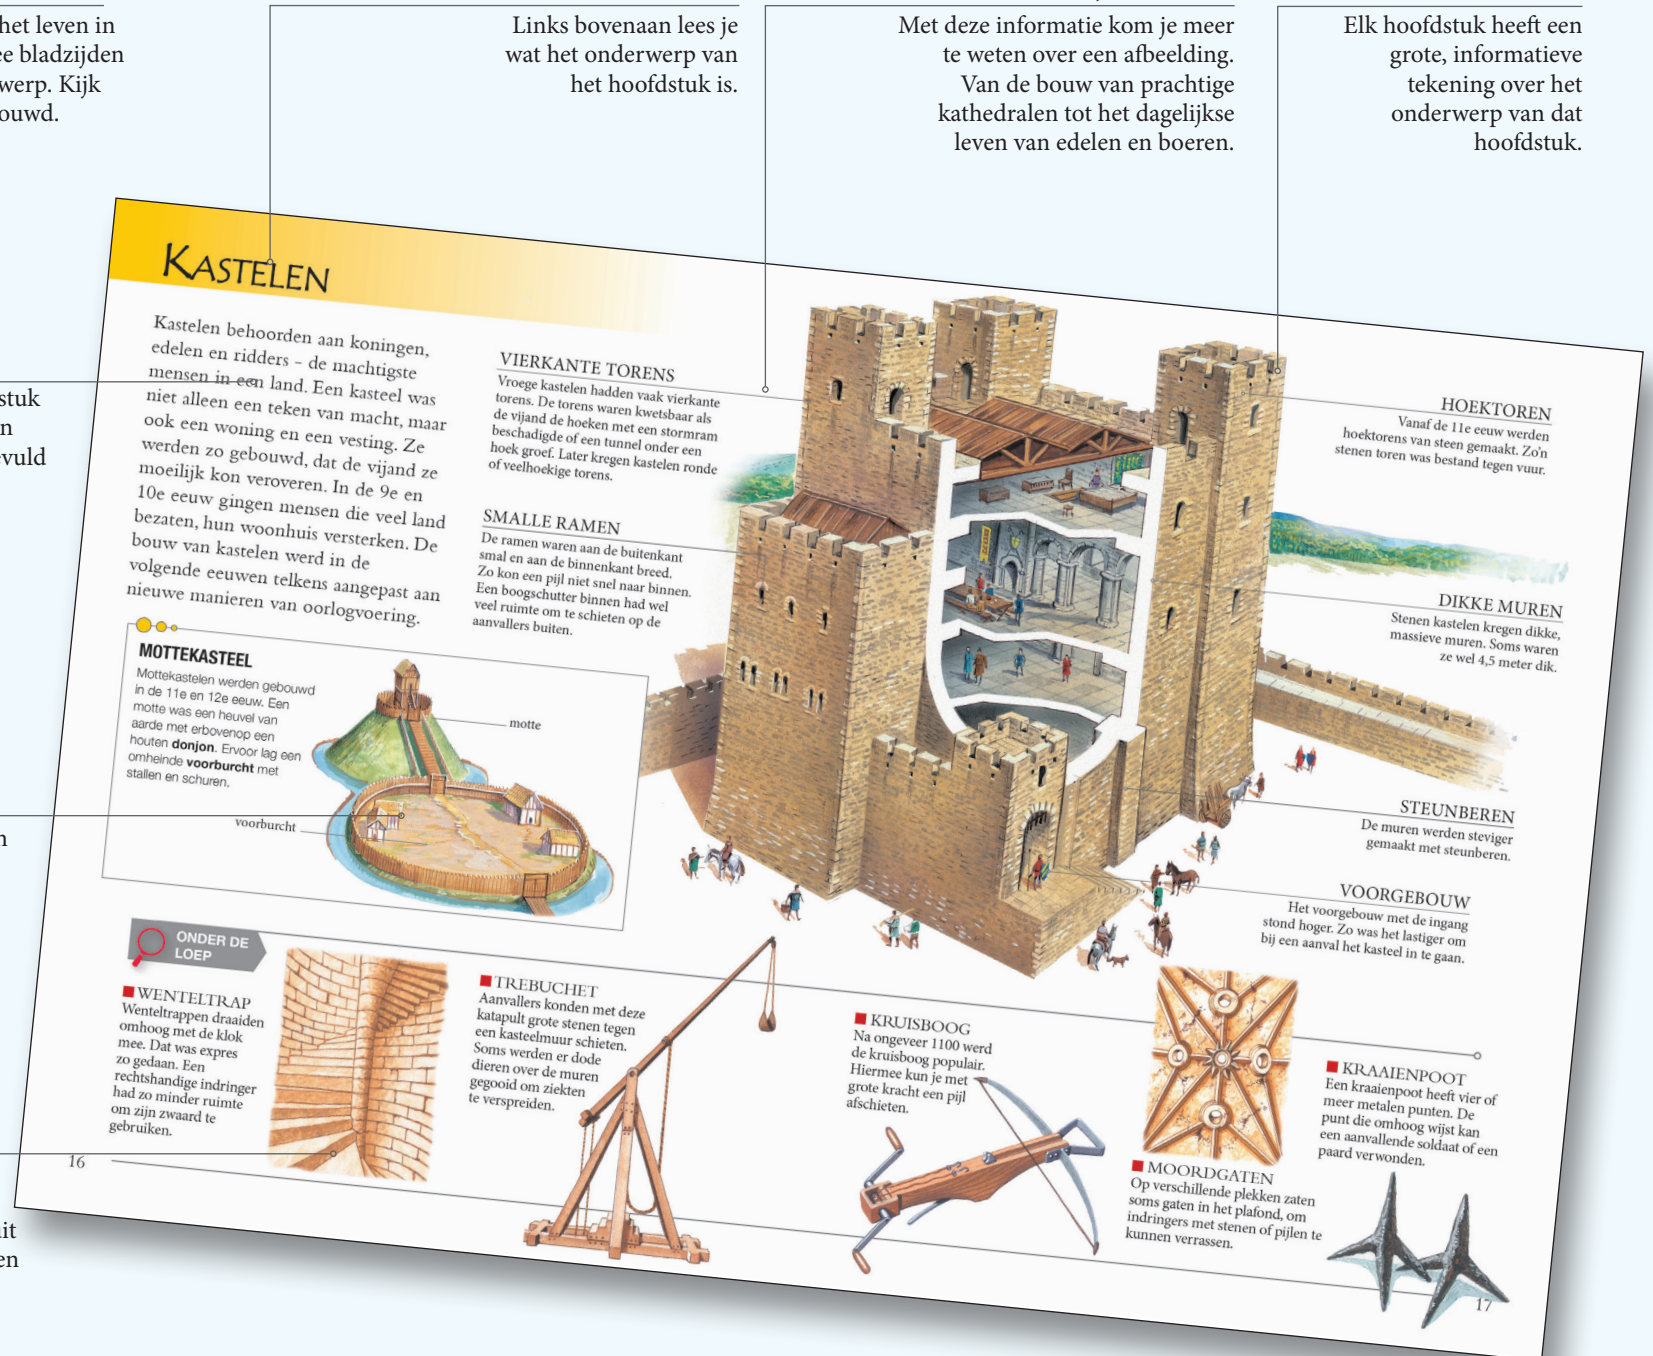 het leven in
bladzijden
werp. Kijk
ouwd.
Links bovenaan lees je
wat het onderwerp van
het hoofdstuk is.
Met deze informatie kom je meer
te weten over een afbeelding.
Van de bouw van prachtige
kathedralen tot het dagelijkse
leven van edelen en boeren.
Elk hoofdstuk heeft een
grote, informatieve
tekening over het
onderwerp van dat
hoofdstuk.
stuk
n
evuld
n
uit
en
KASTELEN
Kastelen behoorden aan koningen,
edelen en ridders – de machtigste
mensen in een land. Een kasteel was
niet alleen een teken van macht, maar
ook een woning en een vesting. Ze
werden zo gebouwd, dat de vijand ze
moeilijk kon veroveren. In de 9e en
10e eeuw gingen mensen die veel land
bezaten, hun woonhuis versterken. De
bouw van kastelen werd in de
volgende eeuwen telkens aangepast aan
nieuwe manieren van oorlogvoering.
VIERKANTE TORENS
Vroege kastelen hadden vaak vierkante
torens. De torens waren kwetsbaar als
de vijand de hoeken met een stormram
beschadigde of een tunnel onder een
hoek groef. Later kregen kastelen ronde
of veelhoekige torens.
SMALLE RAMEN
De ramen waren aan de buitenkant
smal en aan de binnenkant breed.
Zo kon een pijl niet snel naar binnen.
Een boogschutter binnen had wel
veel ruimte om te schieten op de
aanvallers buiten.
HOEKTOREN
Vanaf de 11e eeuw werden
hoektorens van steen gemaakt. Zo'n
stenen toren was bestand tegen vuur.
DIKKE MUREN
Stenen kastelen kregen dikke,
massieve muren. Soms waren
ze wel 4,5 meter dik.
STEUNBEREN
De muren werden steviger
gemaakt met steunberen.
VOORGEBOUW
Het voorgebouw met de ingang
stond hoger. Zo was het lastiger om
bij een aanval het kasteel in te gaan.
MOTTEKASTEEL
Mottekastelen werden gebouwd
in de 11e en 12e eeuw. Een
motte was een heuvel van
aarde met erbovenop een
houten donjon. Ervoor lag een
omheinde voorburcht met
stallen en schuren.
motte
voorburcht
ONDER DE
LOEP
WENTELTRAP
Wenteltrappen draaiden
omhoog met de klok
mee. Dat was expres
zo gedaan. Een
rechtshandige indringer
had zo minder ruimte
om zijn zwaard te
gebruiken.
TREBUCHET
Aanvallers konden met deze
katapult grote stenen tegen
een kasteelmuur schieten.
Soms werden er dode
dieren over de muren
gegooid om ziekten
te verspreiden.
KRUISBOOG
Na ongeveer 1100 werd
de kruisboog populair.
Hiermee kun je met
grote kracht een pijl
afschieten.
MOORDGATEN
Op verschillende plekken zaten
soms gaten in het plafond, om
indringers met stenen of pijlen te
kunnen verrassen.
KRAAIENPOOT
Een kraaienpoot heeft vier of
meer metalen punten. De
punt die omhoog wijst kan
een aanvallende soldaat of een
paard verwonden.
16
17